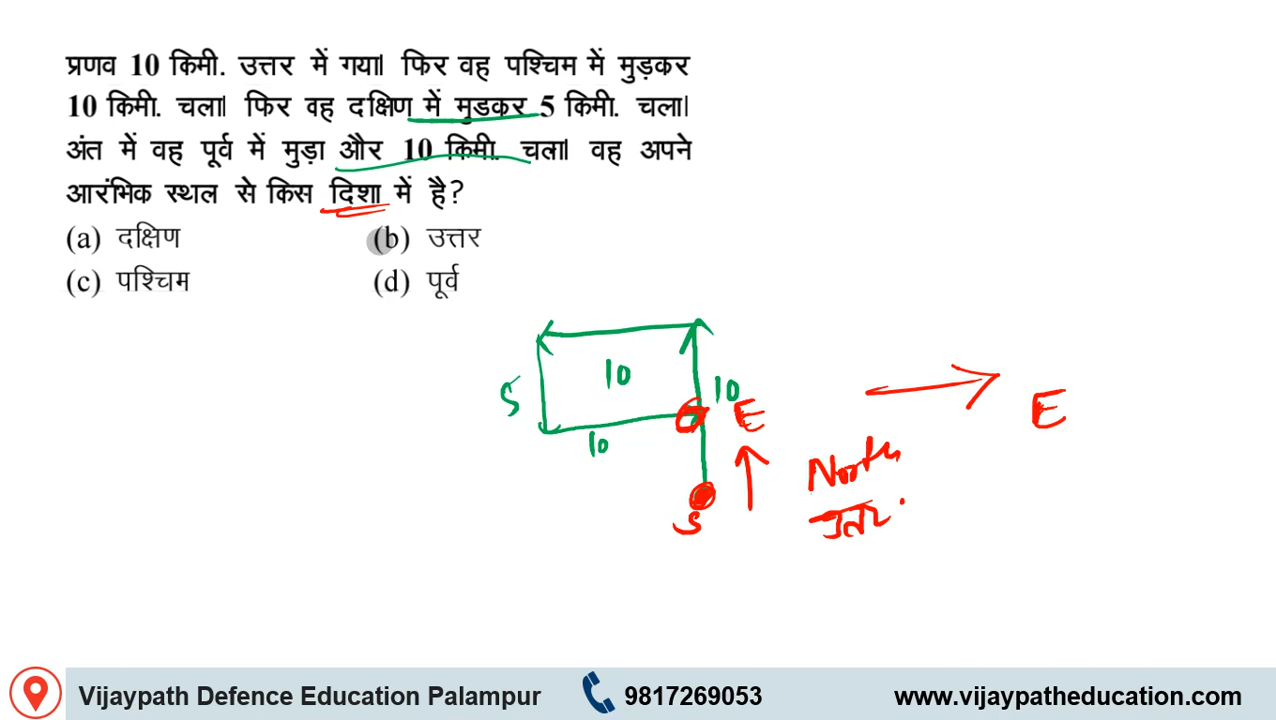 प्रणव 10 किमी. उत्तर में गया। फिर वह पश्चिम में मुड़कर
10 किमी. चला। फिर वह दक्षिण में मुडकर 5 किमी. चला।
अंत में वह पूर्व में मुड़ा और 10 किमी. चला। वह अपने
आरंभिक स्थल से किस दिशा में है?
(a) दक्षिण (b) उत्तर
(c) पश्चिम (d) पूर्व
10
5 10 E E
10
North
S उत्तर
Vijaypath Defence Education Palampur 9817269053 www.vijaypatheducation.com